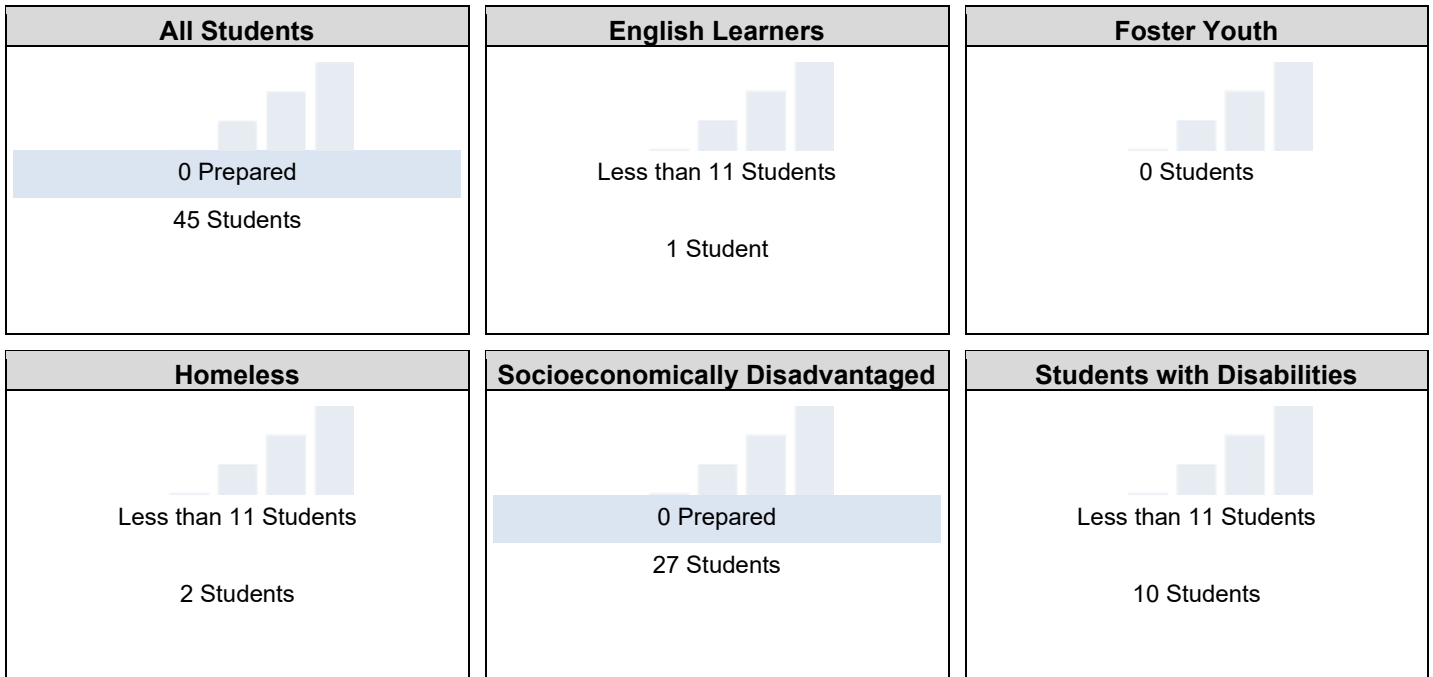 All Students
0 Prepared
45 Students
English Learners
Less than 11 Students
1 Student
Foster Youth
0 Students
Homeless
Less than 11 Students
2 Students
Socioeconomically Disadvantaged
0 Prepared
27 Students
Students with Disabilities
Less than 11 Students
10 Students